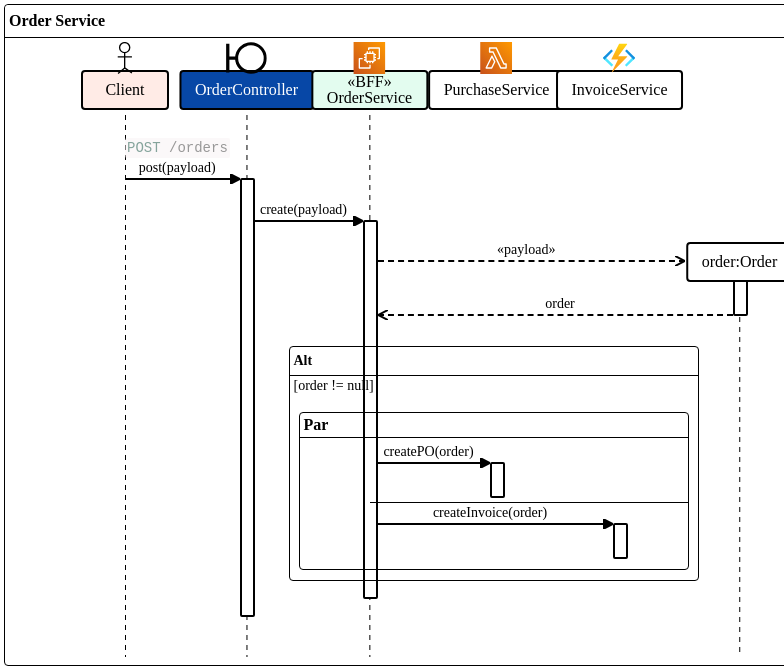 Order Service
Client
OrderController
«BFF»
OrderService
PurchaseService
InvoiceService
POST /orders
post(payload)
create(payload)
«payload»
order:Order
order
Alt
[order != null]
Par
createPO(order)
createInvoice(order)